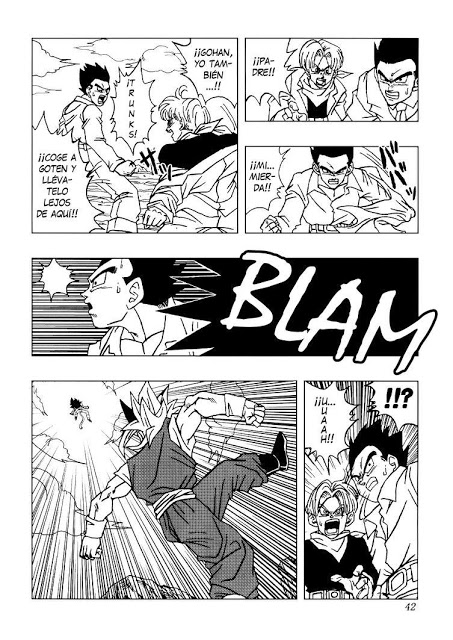 ¡¡GOHAN,
YO TAM-
BIÉN
...!!
¡TRUNKS!
¡¡COGE A
GOTEN Y
LLÉVA-
TELO
LEJOS
DE AQUÍ!!
¡¡PA-
DRE!!
¡¡MI...
MIER-
DA!!
BLAM
!!?
¡¡U...
UAAAH!!
42